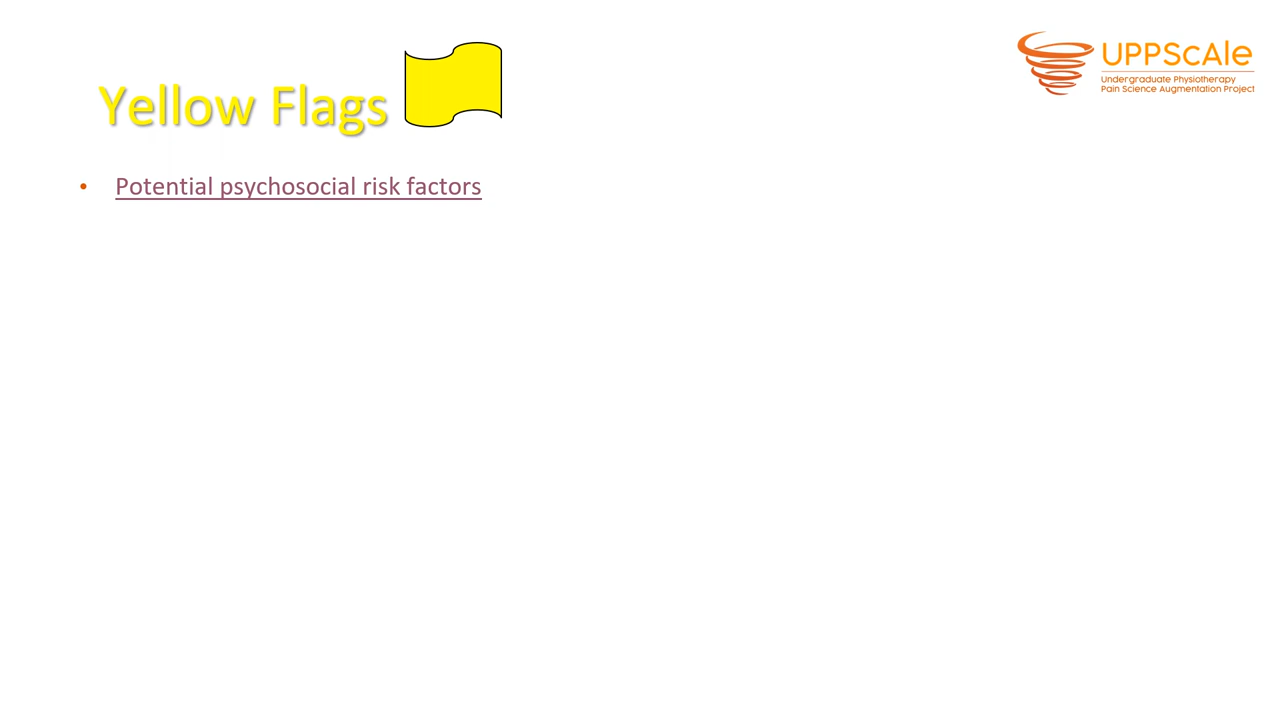 UPPScale
Undergraduate Physiotherapy
Pain Science Augmentation Project
Yellow Flags
• Potential psychosocial risk factors